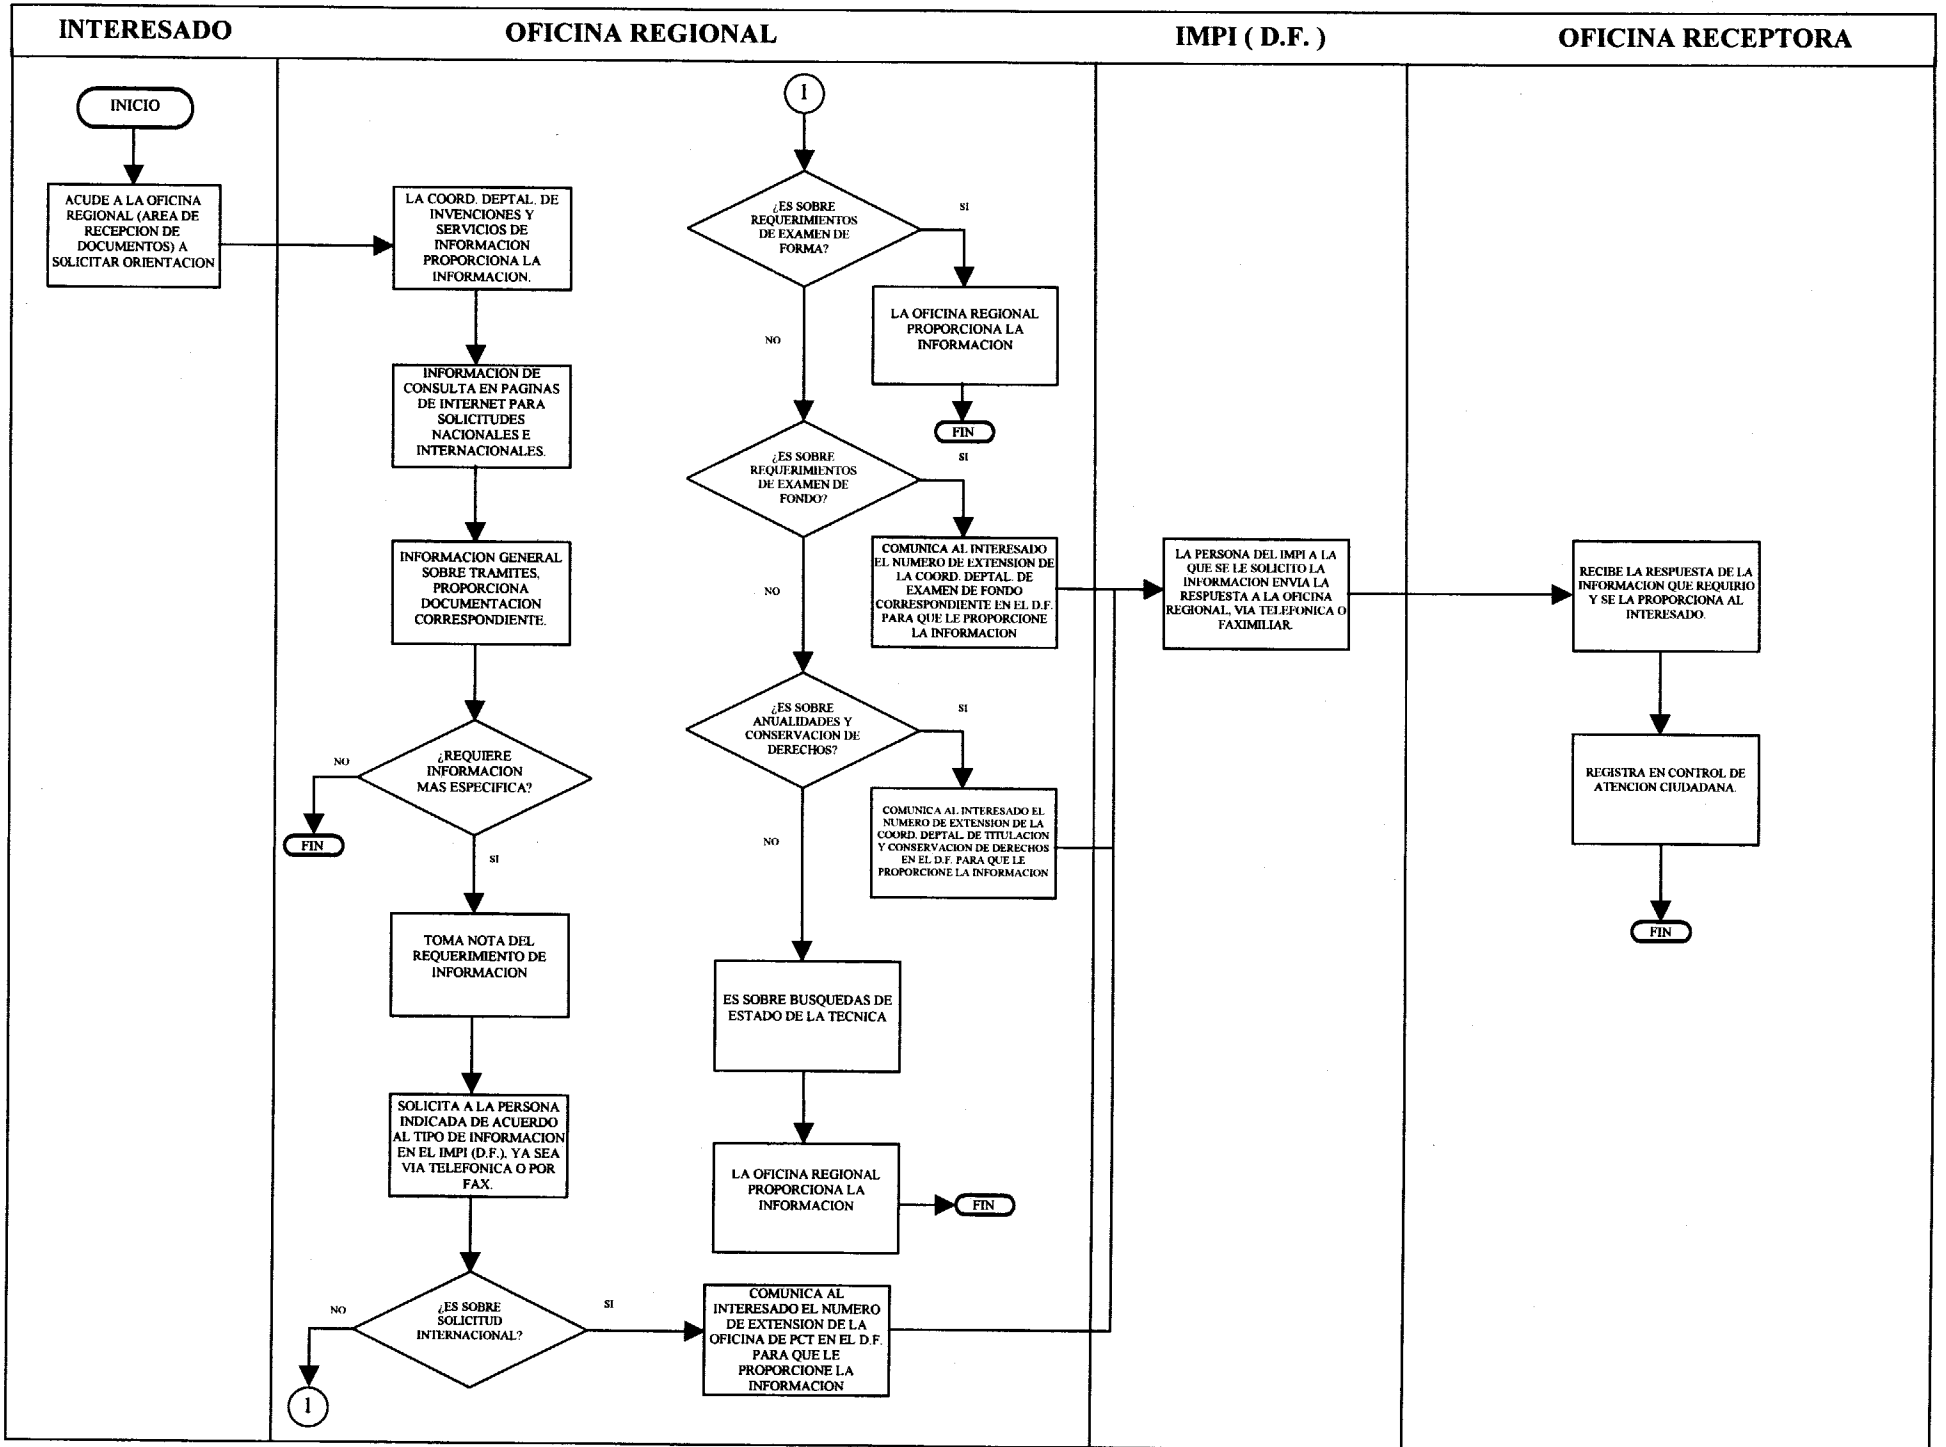 INTERESADO
OFICINA REGIONAL
IMPI ( D.F. )
OFICINA RECEPTORA
INICIO
ACUDE A LA OFICINA
REGIONAL (AREA DE
RECEPCION DE
DOCUMENTOS) A
SOLICITAR ORIENTACION
LA COORD. DEPTAL. DE
INVENCIONES Y
SERVICIOS DE
INFORMACION
PROPORCIONA LA
INFORMACION.
INFORMACION DE
CONSULTA EN PAGINAS
DE INTERNET PARA
SOLICITUDES
NACIONALES E
INTERNACIONALES.
INFORMACION GENERAL
SOBRE TRAMITES,
PROPORCIONA
DOCUMENTACION
CORRESPONDIENTE.
¿REQUIERE
INFORMACION
MAS ESPECIFICA?
NO
FIN
SI
TOMA NOTA DEL
REQUERIMIENTO DE
INFORMACION
SOLICITA A LA PERSONA
INDICADA DE ACUERDO
AL TIPO DE INFORMACION
EN EL IMPI (D.F.), YA SEA
VIA TELEFONICA O POR
FAX.
¿ES SOBRE
SOLICITUD
INTERNACIONAL?
NO
1
SI
COMUNICA AL
INTERESADO EL NUMERO
DE EXTENSION DE LA
OFICINA DE PCT EN EL D.F.
PARA QUE LE
PROPORCIONE LA
INFORMACION
1
¿ES SOBRE
REQUERIMIENTOS
DE EXAMEN DE
FORMA?
SI
LA OFICINA REGIONAL
PROPORCIONA LA
INFORMACION
FIN
NO
¿ES SOBRE
REQUERIMIENTOS
DE EXAMEN DE
FONDO?
SI
COMUNICA AL INTERESADO
EL NUMERO DE EXTENSION DE
LA COORD. DEPTAL. DE
EXAMEN DE FONDO
CORRESPONDIENTE EN EL D.F.
PARA QUE LE PROPORCIONE
LA INFORMACION
NO
¿ES SOBRE
ANUALIDADES Y
CONSERVACION DE
DERECHOS?
SI
COMUNICA AL INTERESADO EL
NUMERO DE EXTENSION DE LA
COORD. DEPTAL. DE TITULACION
Y CONSERVACION DE DERECHOS
EN EL D.F. PARA QUE LE
PROPORCIONE LA INFORMACION
NO
ES SOBRE BUSQUEDAS DE
ESTADO DE LA TECNICA
LA OFICINA REGIONAL
PROPORCIONA LA
INFORMACION
FIN
LA PERSONA DEL IMPI A LA
QUE SE LE SOLICITO LA
INFORMACION ENVIA LA
RESPUESTA A LA OFICINA
REGIONAL, VIA TELEFONICA O
FAXIMILIAR.
RECIBE LA RESPUESTA DE LA
INFORMACION QUE REQUIRIO
Y SE LA PROPORCIONA AL
INTERESADO.
REGISTRA EN CONTROL DE
ATENCION CIUDADANA.
FIN